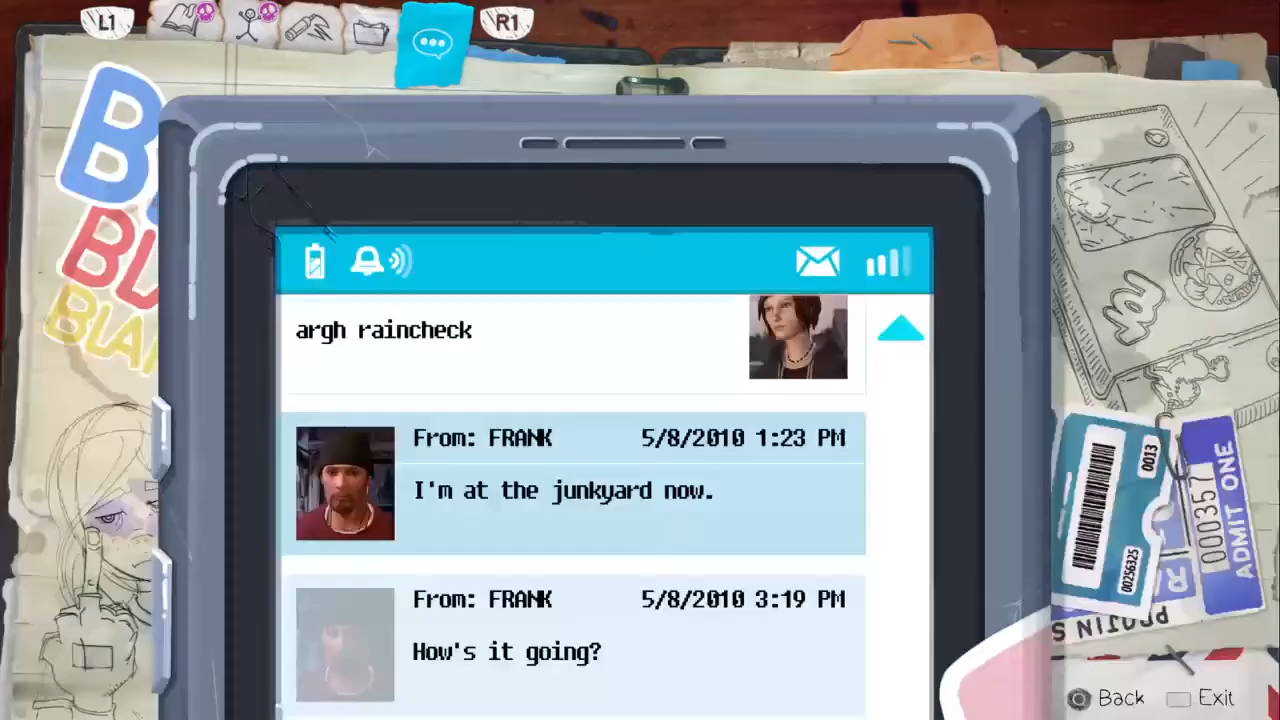 L1
R1
argh raincheck
From: FRANK 5/8/2010 1:23 PM
I'm at the junkyard now.
From: FRANK 5/8/2010 3:19 PM
How's it going?
0013
00256325
000357
ADMIT ONE
Back
Exit